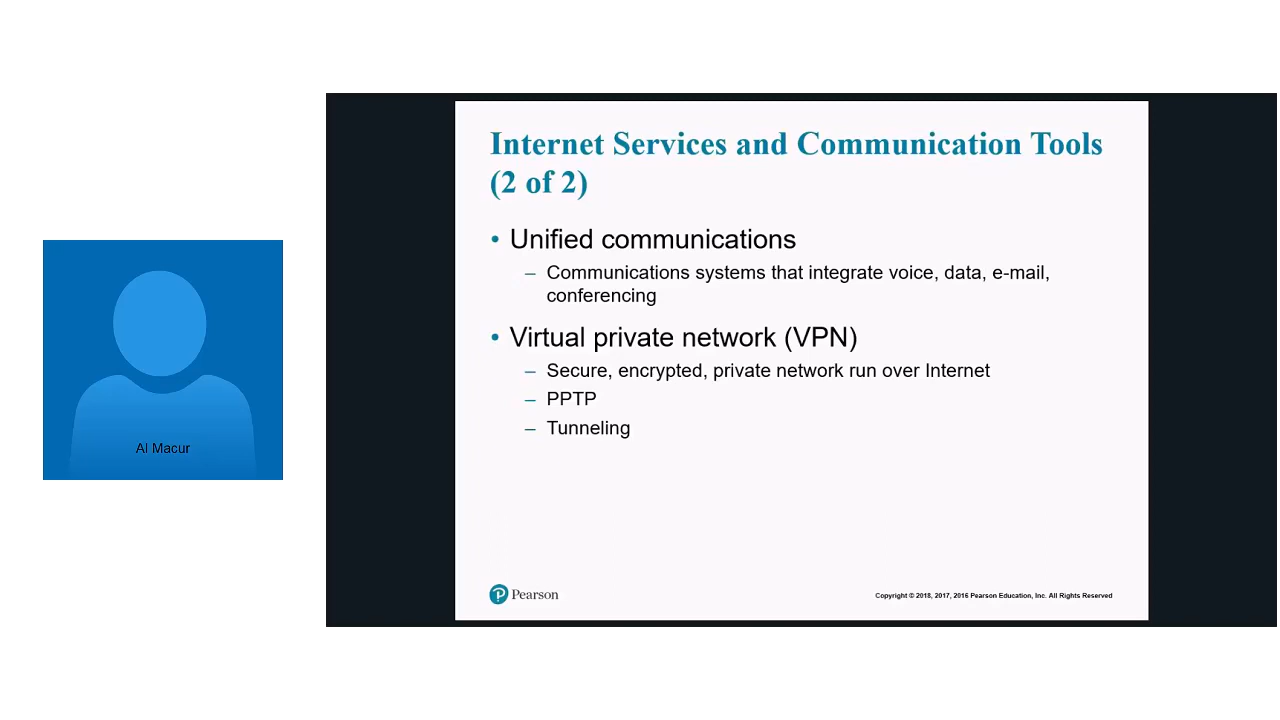 Internet Services and Communication Tools
(2 of 2)
• Unified communications
– Communications systems that integrate voice, data, e-mail,
conferencing
• Virtual private network (VPN)
– Secure, encrypted, private network run over Internet
– PPTP
– Tunneling
Al Macur
Pearson
Copyright © 2018, 2017, 2016 Pearson Education, Inc. All Rights Reserved